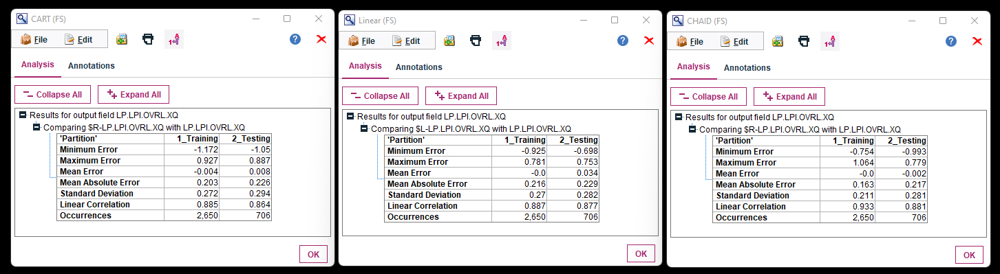 CART (FS)
File Edit
Analysis Annotations
Collapse All Expand All
Results for output field LP.LPI.OVRL.XQ
Comparing $R-LP.LPI.OVRL.XQ with LP.LPI.OVRL.XQ
'Partition' 1_Training 2_Testing
Minimum Error -1.172 -1.05
Maximum Error 0.927 0.887
Mean Error -0.004 0.008
Mean Absolute Error 0.203 0.226
Standard Deviation 0.272 0.294
Linear Correlation 0.885 0.864
Occurrences 2,650 706
OK
Linear (FS)
File Edit
Analysis Annotations
Collapse All Expand All
Results for output field LP.LPI.OVRL.XQ
Comparing $L-LP.LPI.OVRL.XQ with LP.LPI.OVRL.XQ
'Partition' 1_Training 2_Testing
Minimum Error -0.925 -0.698
Maximum Error 0.781 0.753
Mean Error -0.0 0.034
Mean Absolute Error 0.216 0.229
Standard Deviation 0.27 0.282
Linear Correlation 0.887 0.877
Occurrences 2,650 706
OK
CHAID (FS)
File Edit
Analysis Annotations
Collapse All Expand All
Results for output field LP.LPI.OVRL.XQ
Comparing $R-LP.LPI.OVRL.XQ with LP.LPI.OVRL.XQ
'Partition' 1_Training 2_Testing
Minimum Error -0.754 -0.993
Maximum Error 1.064 0.779
Mean Error -0.0 -0.002
Mean Absolute Error 0.163 0.217
Standard Deviation 0.211 0.281
Linear Correlation 0.933 0.881
Occurrences 2,650 706
OK